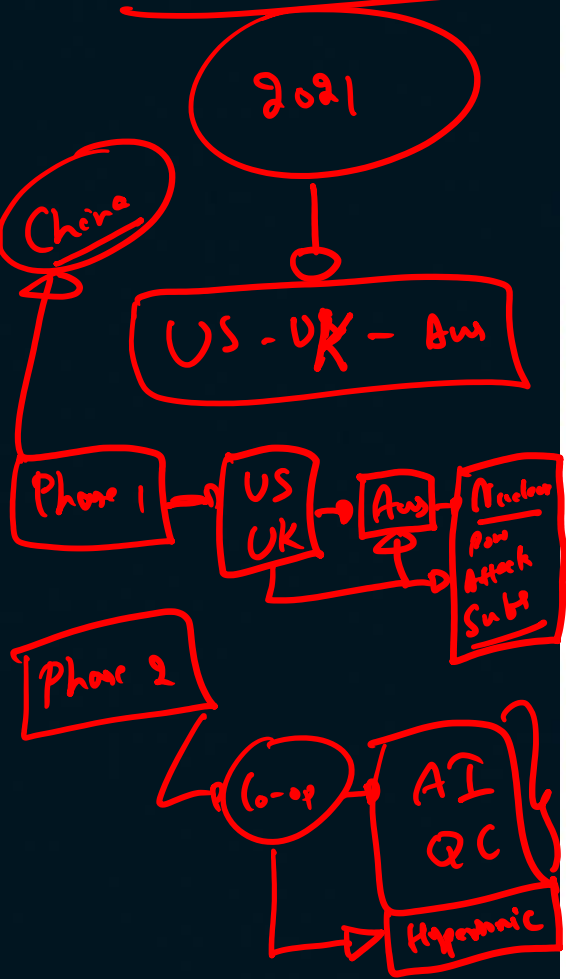 2021
China
US - UK - Aus
Phase 1
US
UK
Aus
Nuclear
Pow
Attack
Subs
Phase 2
Co-op
AI
QC
Hypersonic